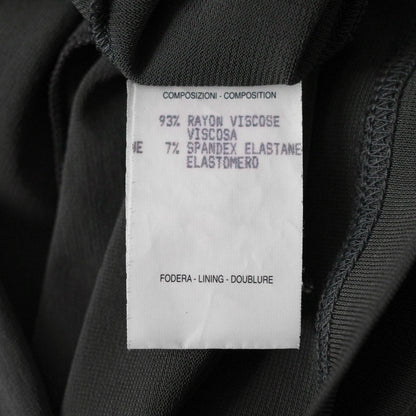 COMPOSIZIONI - COMPOSITION
93% RAYON VISCOSE
VISCOSA
NE 7% SPANDEX ELASTANE
ELASTOMERO
FODERA - LINING - DOUBLURE